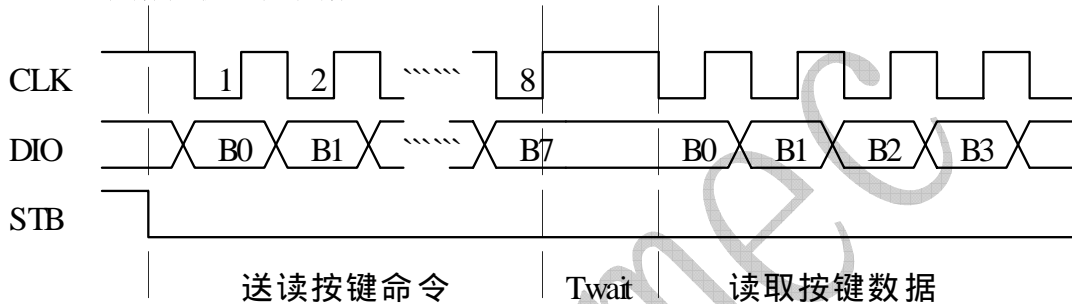 CLK 1 2 ...... 8
DIO B0 B1 ...... B7 B0 B1 B2 B3
STB
送读按键命令 Twait 读取按键数据